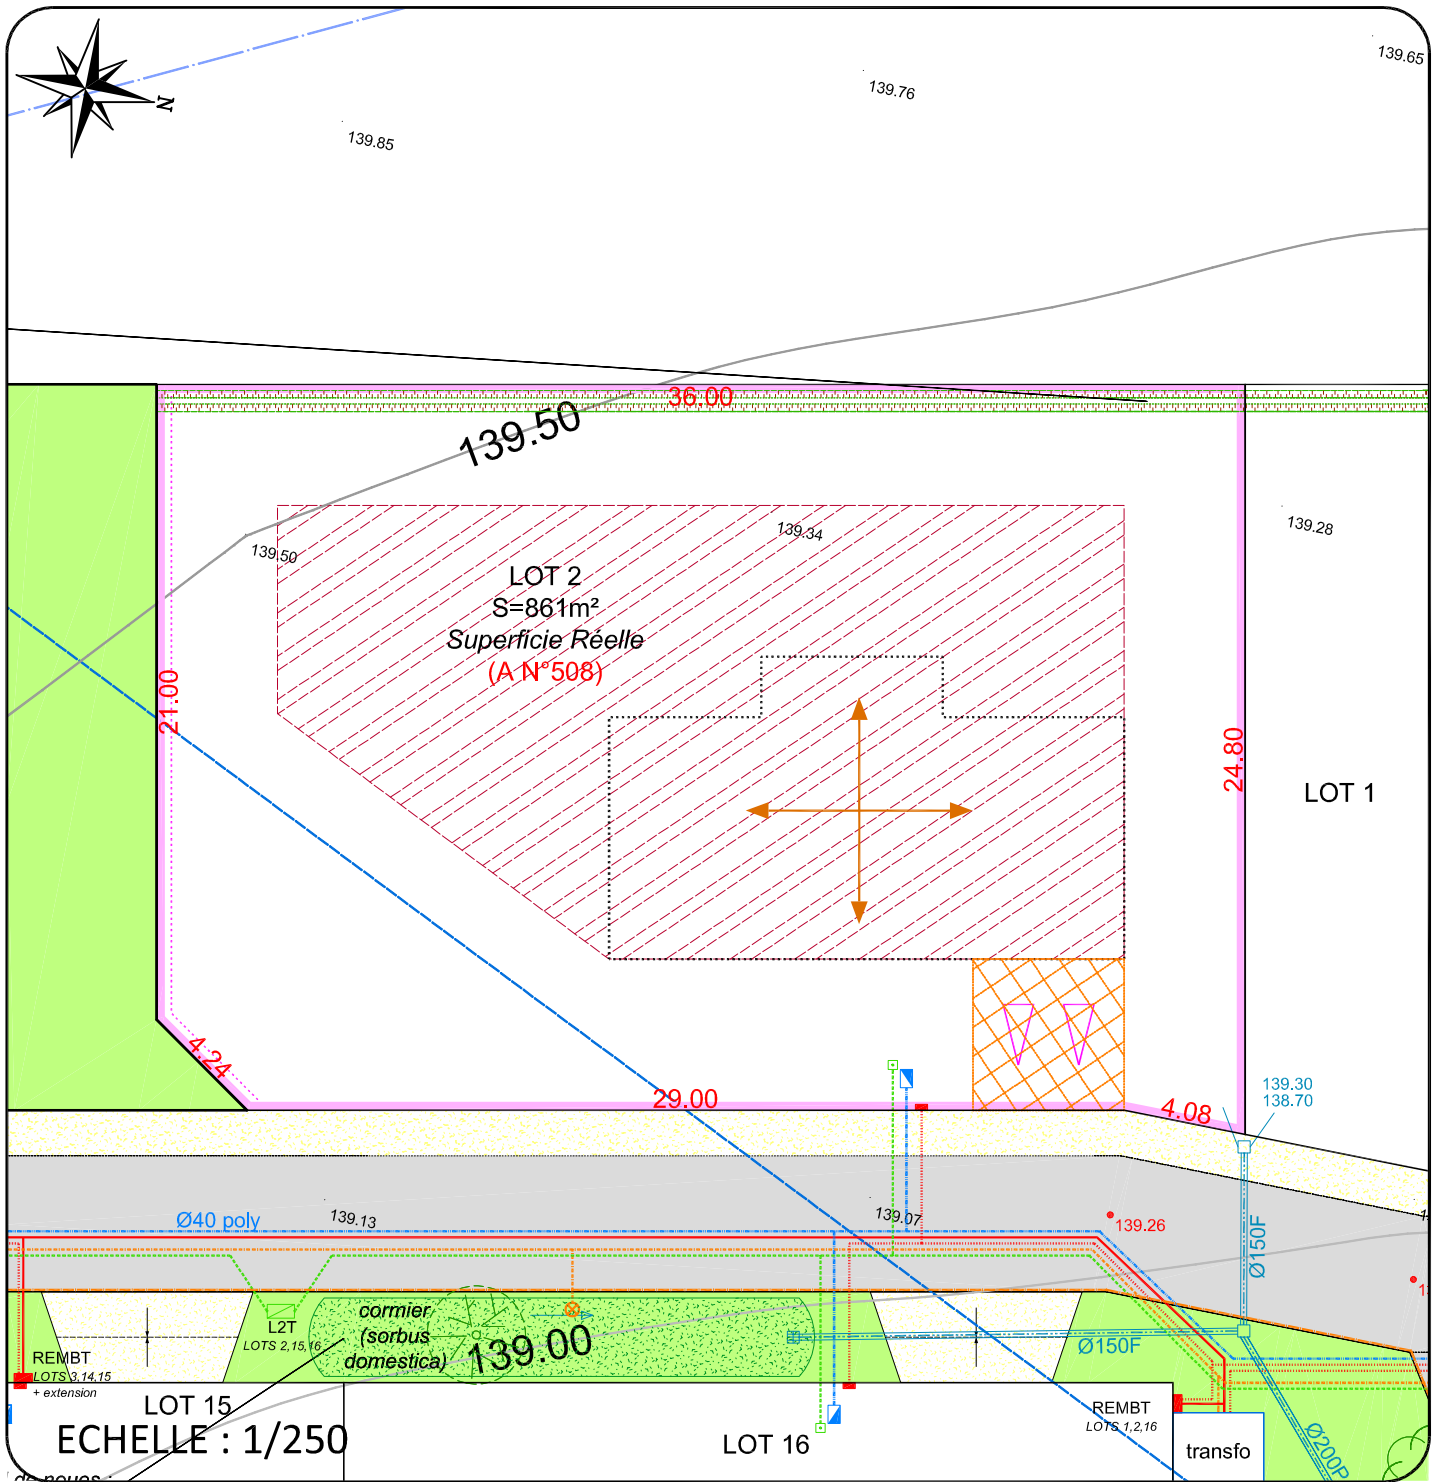 N
139.65
139.76
139.85
36.00
139.50
139.28
139.34
139.50
LOT 2
S=861m²
Superficie Réelle
(A N°508)
21.00
24.80
LOT 1
4.24
29.00
4.08
139.30
138.70
Ø40 poly
139.13
139.07
139.26
Ø150F
cormier
(sorbus
domestica)
139.00
L2T
LOTS 2,15,16
Ø150F
REMBT
LOTS 3,14,15
+ extension
REMBT
LOTS 1,2,16
LOT 15
ECHELLE : 1/250
LOT 16
transfo
Ø200P
de noues :